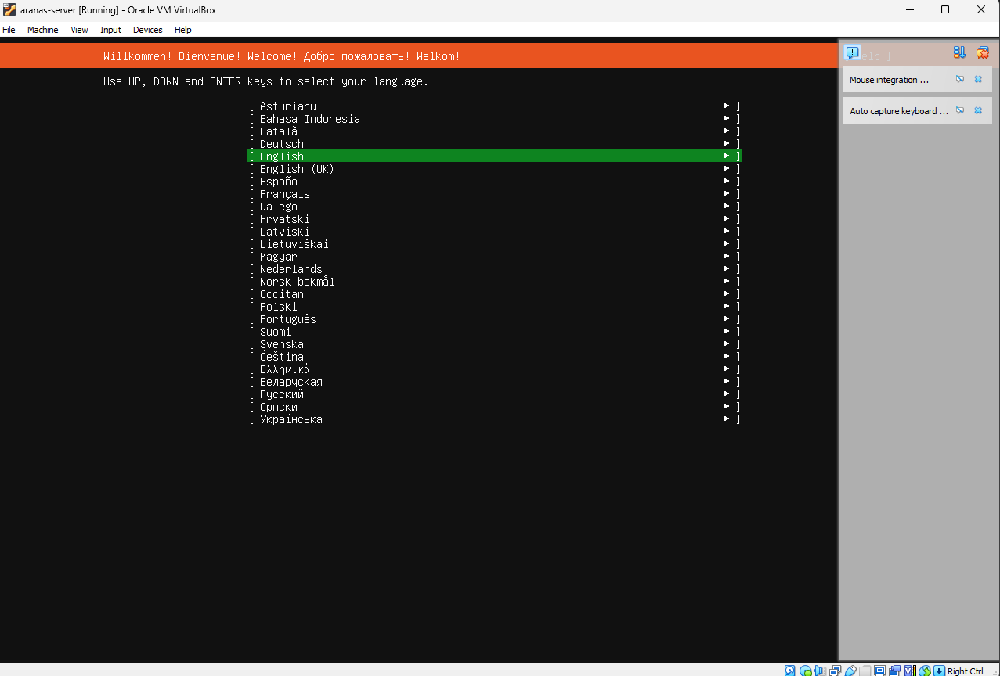 aranas-server [Running] - Oracle VM VirtualBox
File Machine View Input Devices Help
Willkommen! Bienvenue! Welcome! Добро пожаловать! Welkom!
elp ]
Use UP, DOWN and ENTER keys to select your language.
Mouse integration ...
Auto capture keyboard ...
[ Asturianu ► ]
[ Bahasa Indonesia ► ]
[ Català ► ]
[ Deutsch ► ]
[ English ► ]
[ English (UK) ► ]
[ Español ► ]
[ Français ► ]
[ Galego ► ]
[ Hrvatski ► ]
[ Latviski ► ]
[ Lietuviškai ► ]
[ Magyar ► ]
[ Nederlands ► ]
[ Norsk bokmål ► ]
[ Occitan ► ]
[ Polski ► ]
[ Português ► ]
[ Suomi ► ]
[ Svenska ► ]
[ Čeština ► ]
[ Ελληνικά ► ]
[ Беларуская ► ]
[ Русский ► ]
[ Српски ► ]
[ Українська ► ]
Right Ctrl